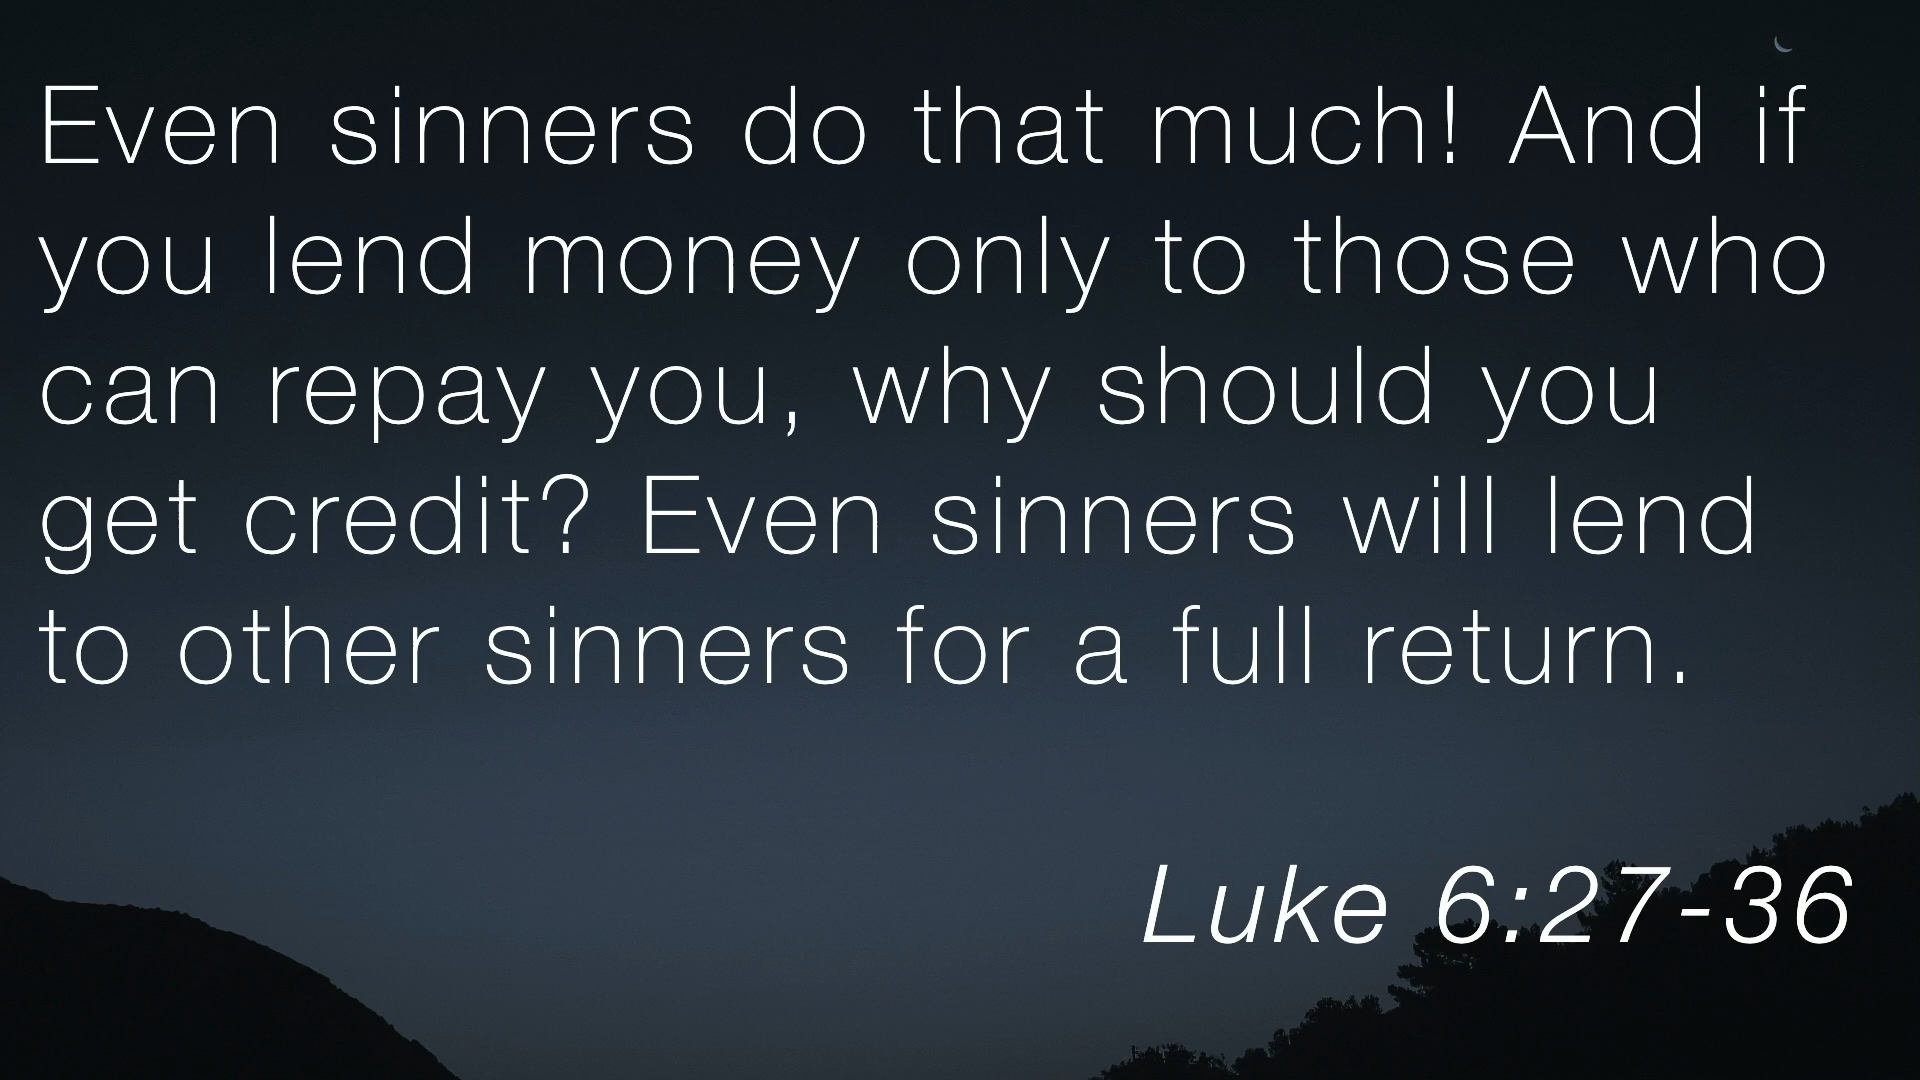 Even sinners do that much! And if
you lend money only to those who
can repay you, why should you
get credit? Even sinners will lend
to other sinners for a full return.
Luke 6:27-36